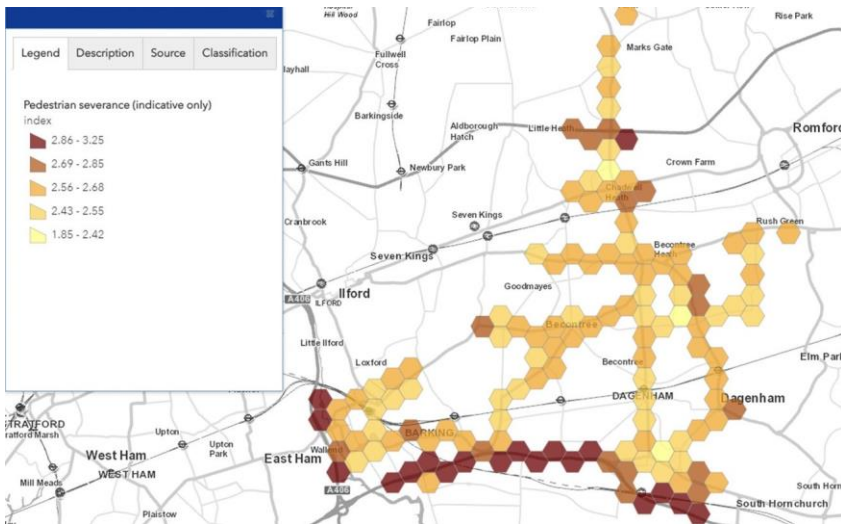 Legend
Description
Source
Classification
Pedestrian severance (indicative only)
index
2.86 - 3.25
2.69 - 2.85
2.56 - 2.68
2.43 - 2.55
1.85 - 2.42
Hill Wood
Fairlop
Rise Park
Fullwell
Cross
Fairlop Plain
Marks Gate
Barkingside
Aldborough
Hatch
Little Heath
Romford
Gants Hill
Newbury Park
Crown Farm
Chadwell
Heath
Cranbrook
Seven Kings
Rush Green
Seven Kings
Becontree
Heath
Ilford
ILFORD
A406
Goodmayes
Little Ilford
Becontree
Loxford
Becontree
Elm Park
STRATFORD
Stratford Marsh
Upton
Upton
Park
DAGENHAM
Dagenham
BARKING
West Ham
WEST HAM
East Ham
Mill Meads
A406
South Hornchurch
Plaistow